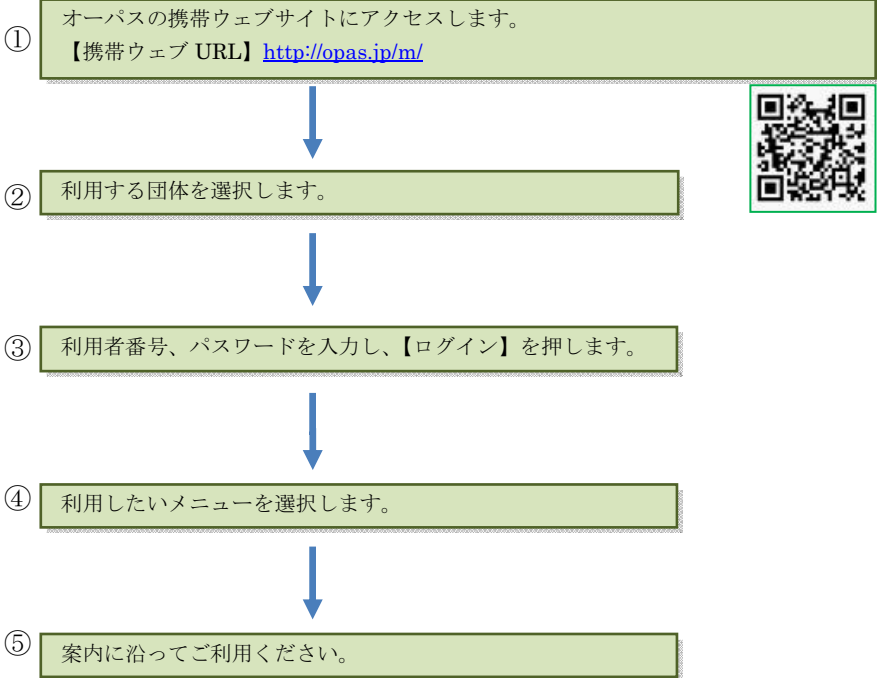 ① オーパスの携帯ウェブサイトにアクセスします。
【携帯ウェブ URL】http://opas.jp/m/
② 利用する団体を選択します。
③ 利用者番号、パスワードを入力し、【ログイン】を押します。
④ 利用したいメニューを選択します。
⑤ 案内に沿ってご利用ください。